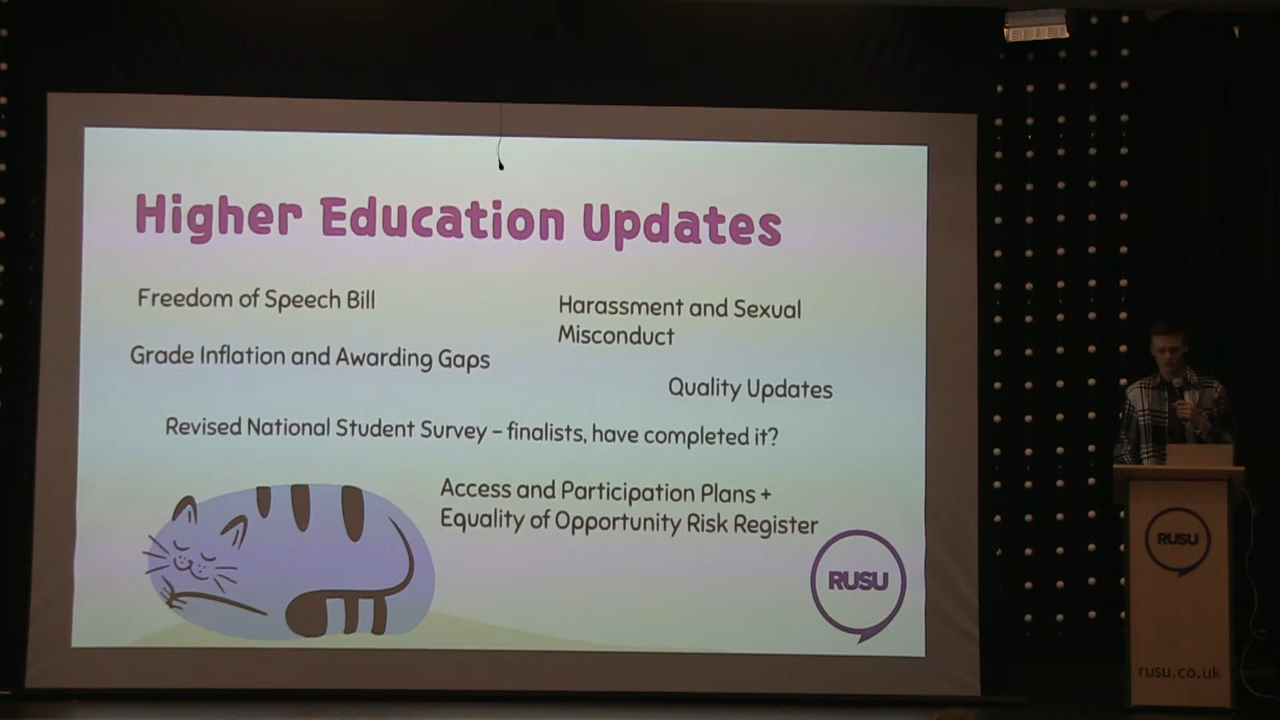 Higher Education Updates
Freedom of Speech Bill
Harassment and Sexual
Misconduct
Grade Inflation and Awarding Gaps
Quality Updates
Revised National Student Survey – finalists, have completed it?
Access and Participation Plans +
Equality of Opportunity Risk Register
RUSU
RUSU
rusu.co.uk